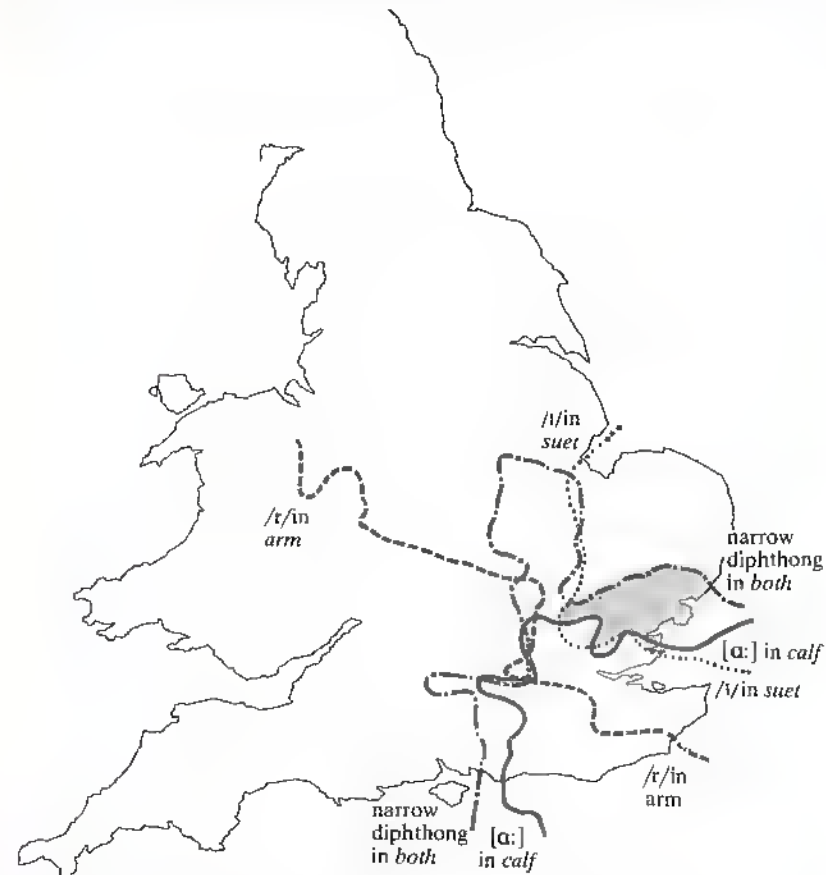 /ɪ/in
suet
/r/in
arm
narrow
diphthong
in both
[ɑː] in calf
/ɪ/in suet
/r/in
arm
narrow
diphthong
in both
[ɑː]
in calf